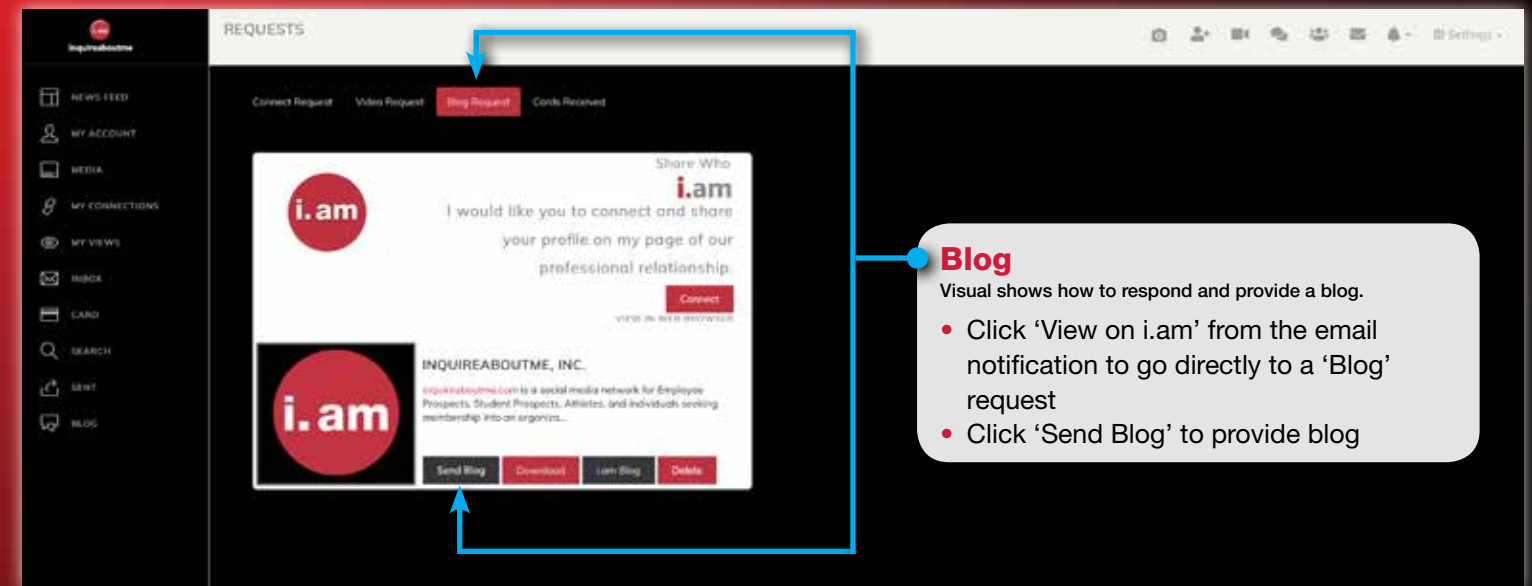 i.am
inquireaboutme
REQUESTS
Settings
NEWS FEED
MY ACCOUNT
MEDIA
MY CONNECTIONS
MY VIEWS
INBOX
CARD
SEARCH
SENT
BLOG
Connect Request Video Request Blog Request Cards Received
i.am
Share Who
i.am
I would like you to connect and share
your profile on my page of our
professional relationship.
Connect
VIEW IN WEB BROWSER
i.am
INQUIREABOUTME, INC.
inquireaboutme.com is a social media network for Employee
Prospects, Student Prospects, Athletes, and individuals seeking
membership into an organiza...
Send Blog Download i.am Blog Delete
Blog
Visual shows how to respond and provide a blog.
• Click ‘View on i.am’ from the email
notification to go directly to a ‘Blog’
request
• Click ‘Send Blog’ to provide blog